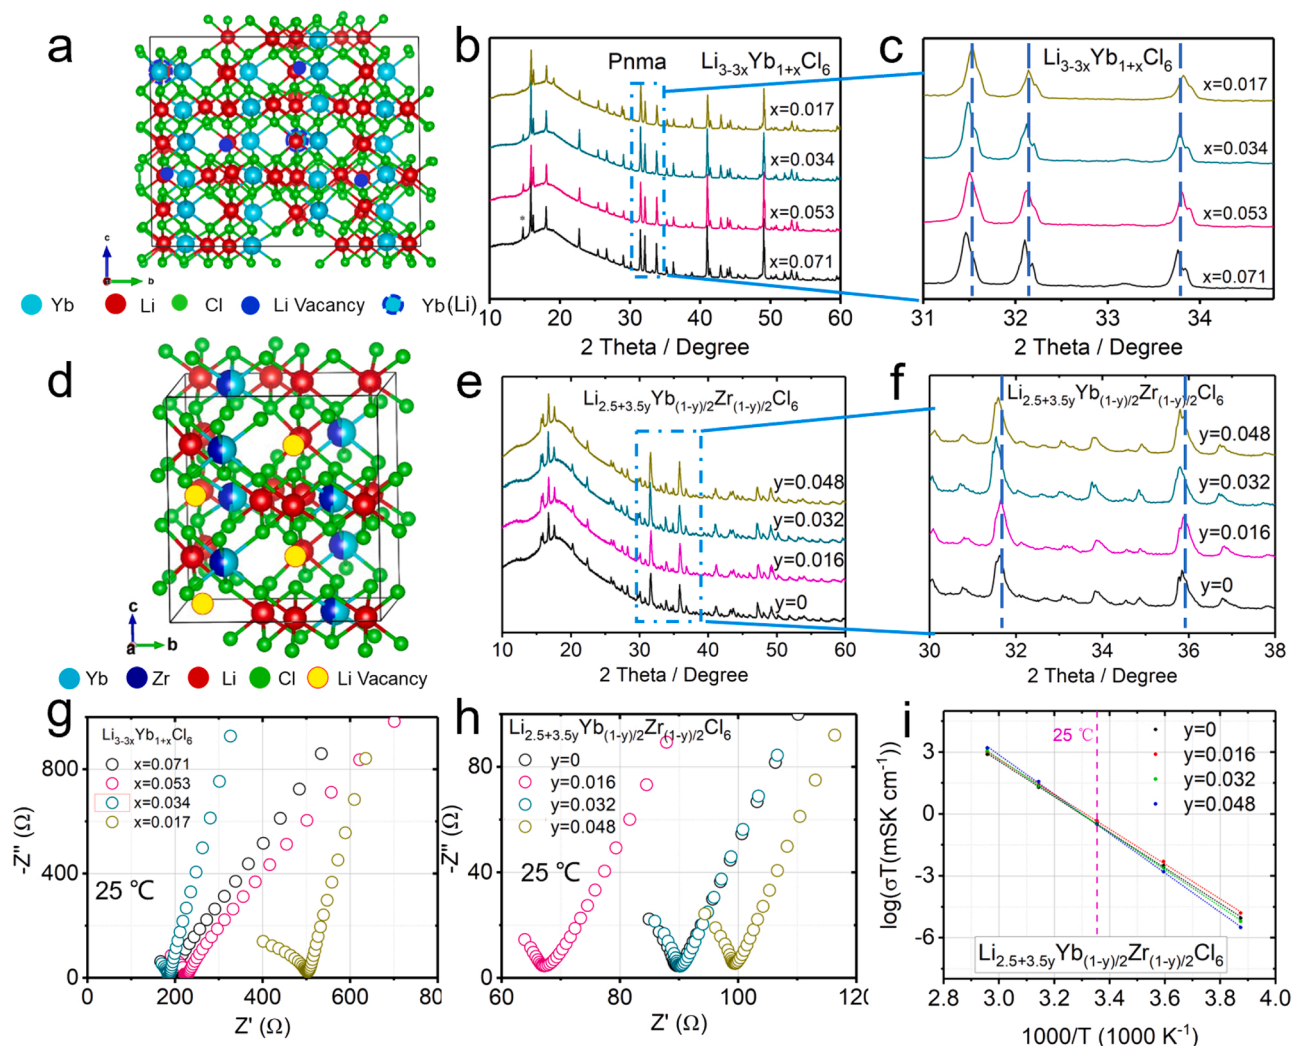 a
c
b
Yb
Li
Cl
Li Vacancy
Yb(Li)
b
Pnma
Li3-3xYb1+xCl6
x=0.017
x=0.034
x=0.053
*
x=0.071
10
20
30
40
50
60
2 Theta / Degree
c
Li3-3xYb1+xCl6
x=0.017
x=0.034
x=0.053
x=0.071
31
32
33
34
2 Theta / Degree
d
c
a
b
Yb
Zr
Li
Cl
Li Vacancy
e
Li2.5+3.5yYb(1-y)/2Zr(1-y)/2Cl6
y=0.048
y=0.032
y=0.016
y=0
10
20
30
40
50
60
2 Theta / Degree
f
Li2.5+3.5yYb(1-y)/2Zr(1-y)/2Cl6
y=0.048
y=0.032
y=0.016
y=0
30
32
34
36
38
2 Theta / Degree
g
Li3-3xYb1+xCl6
x=0.071
x=0.053
x=0.034
x=0.017
25 ℃
-Z'' (Ω)
800
400
0
0
200
400
600
80
Z' (Ω)
h
Li2.5+3.5yYb(1-y)/2Zr(1-y)/2Cl6
y=0
y=0.016
y=0.032
y=0.048
25 ℃
-Z'' (Ω)
80
40
0
60
80
100
120
Z' (Ω)
i
25 ℃
y=0
y=0.016
y=0.032
y=0.048
log(σT(mSK cm-1))
3
0
-3
-6
Li2.5+3.5yYb(1-y)/2Zr(1-y)/2Cl6
2.8
3.0
3.2
3.4
3.6
3.8
4.0
1000/T (1000 K-1)